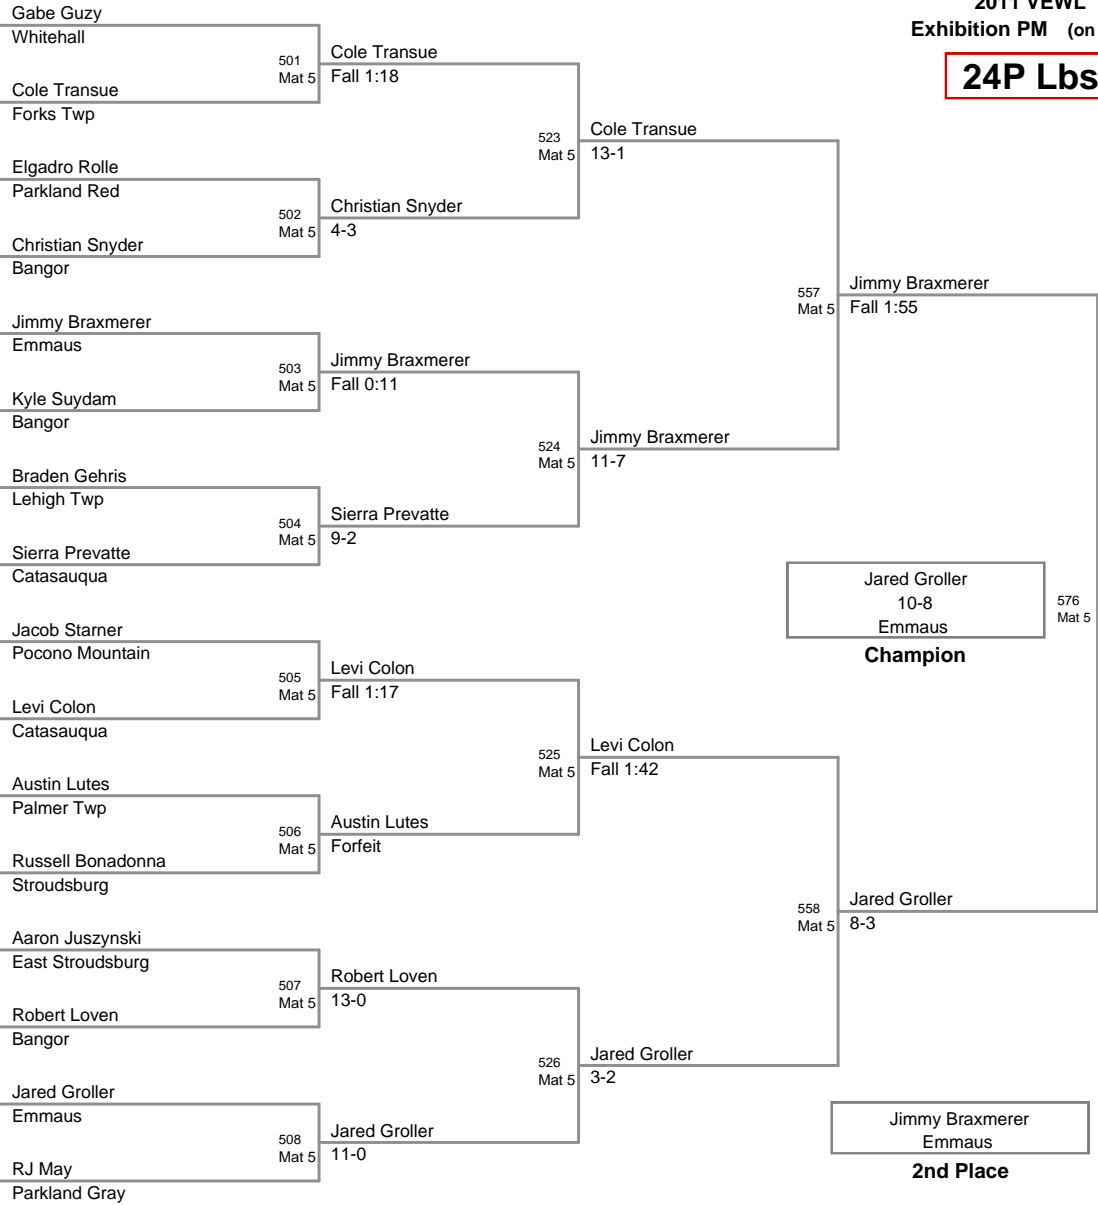 2011 VEWL
Exhibition PM (on
24P Lbs
Gabe Guzy
Whitehall
501
Mat 5
Cole Transue
Fall 1:18
Cole Transue
Forks Twp
523
Mat 5
Cole Transue
13-1
Elgadro Rolle
Parkland Red
502
Mat 5
Christian Snyder
4-3
Christian Snyder
Bangor
557
Mat 5
Jimmy Braxmerer
Fall 1:55
Jimmy Braxmerer
Emmaus
503
Mat 5
Jimmy Braxmerer
Fall 0:11
Kyle Suydam
Bangor
524
Mat 5
Jimmy Braxmerer
11-7
Braden Gehris
Lehigh Twp
504
Mat 5
Sierra Prevatte
9-2
Sierra Prevatte
Catasauqua
Jared Groller
10-8
Emmaus
Champion
576
Mat 5
Jacob Starner
Pocono Mountain
505
Mat 5
Levi Colon
Fall 1:17
Levi Colon
Catasauqua
525
Mat 5
Levi Colon
Fall 1:42
Austin Lutes
Palmer Twp
506
Mat 5
Austin Lutes
Forfeit
Russell Bonadonna
Stroudsburg
558
Mat 5
Jared Groller
8-3
Aaron Juszynski
East Stroudsburg
507
Mat 5
Robert Loven
13-0
Robert Loven
Bangor
526
Mat 5
Jared Groller
3-2
Jared Groller
Emmaus
508
Mat 5
Jared Groller
11-0
RJ May
Parkland Gray
Jimmy Braxmerer
Emmaus
2nd Place